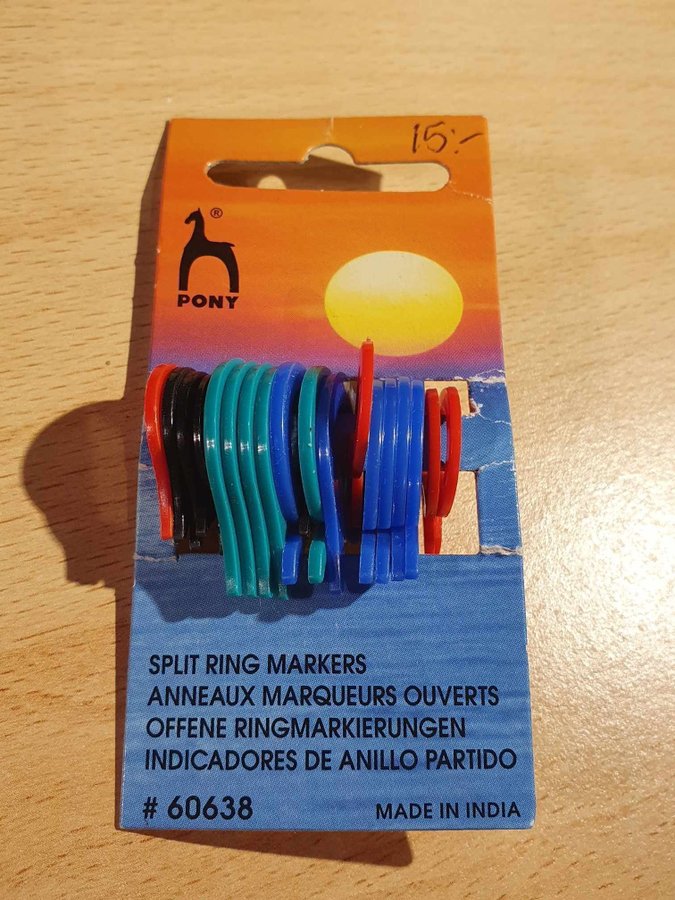 15:-
®
PONY
SPLIT RING MARKERS
ANNEAUX MARQUEURS OUVERTS
OFFENE RINGMARKIERUNGEN
INDICADORES DE ANILLO PARTIDO
# 60638 MADE IN INDIA